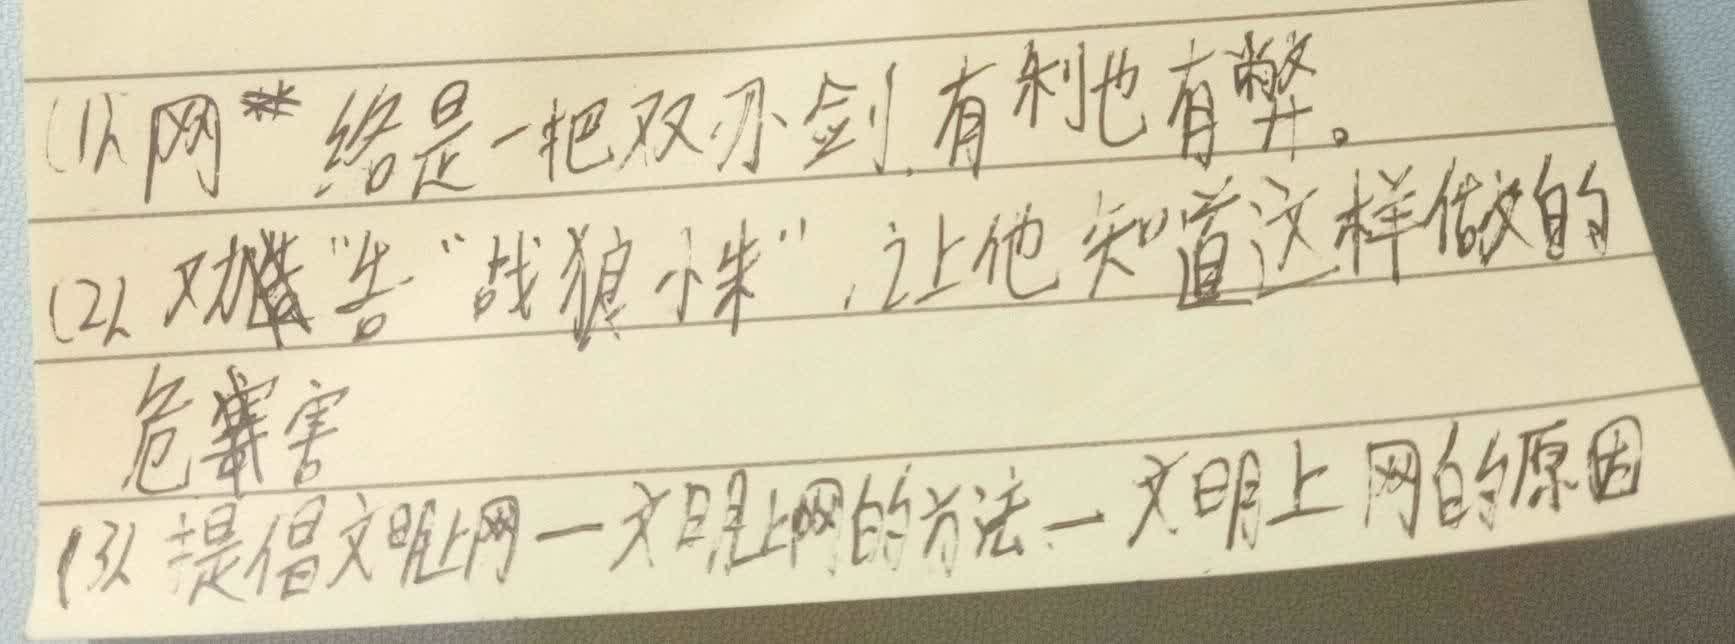 (1)、网络是一把双刃剑，有利也有弊。
(2)、劝告“战狼小株”，让他知道这样做的
危害
(3)、提倡文明上网—文明上网的方法—文明上网的原因